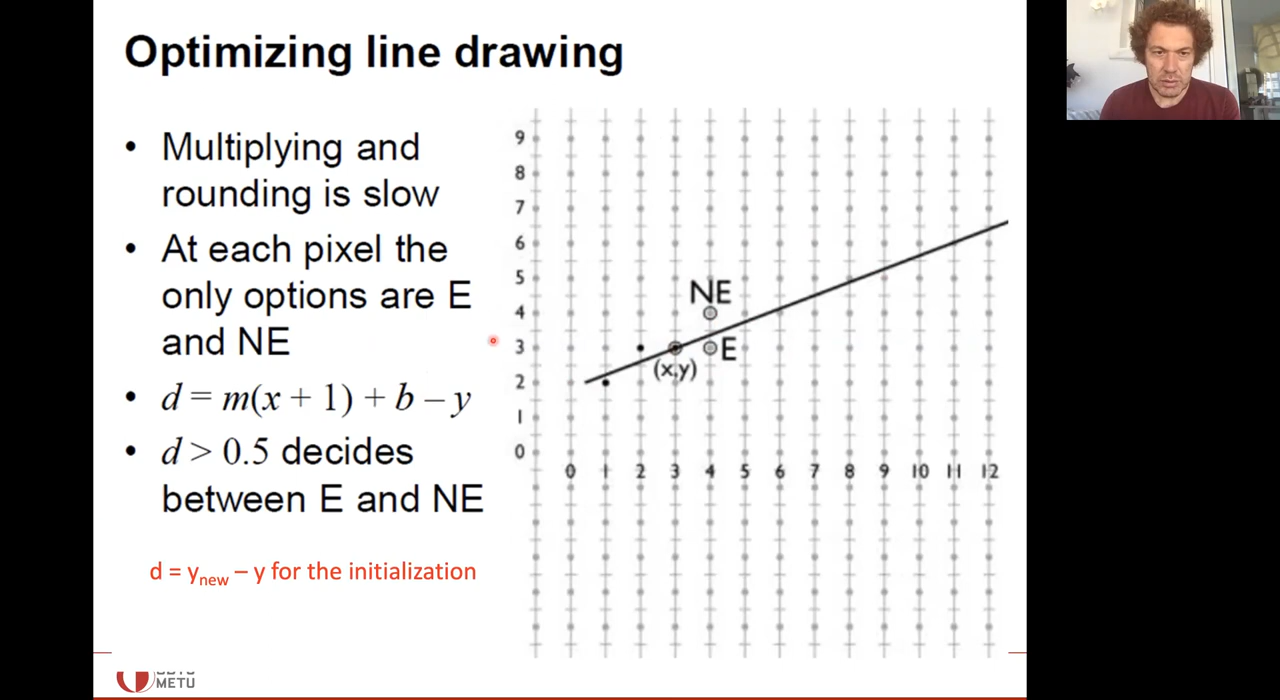 Optimizing line drawing
• Multiplying and
rounding is slow
• At each pixel the
only options are E
and NE
• d = m(x + 1) + b – y
• d > 0.5 decides
between E and NE
d = ynew – y for the initialization
9
8
7
6
5
4
3
2
1
0
NE
E
(x,y)
0 1 2 3 4 5 6 7 8 9 10 11 12
METU